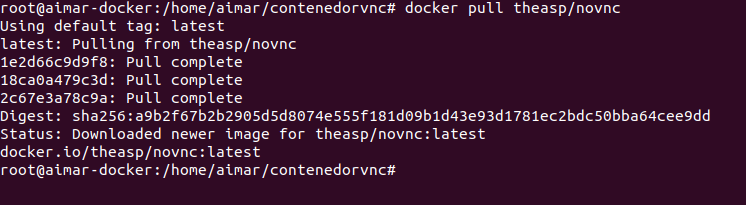 root@aimar-docker:/home/aimar/contenedorvnc# docker pull theasp/novnc
Using default tag: latest
latest: Pulling from theasp/novnc
1e2d66c9d9f8: Pull complete
18ca0a479c3d: Pull complete
2c67e3a78c9a: Pull complete
Digest: sha256:a9b2f67b2b2905d5d8074e555f181d09b1d43e93d1781ec2bdc50bba64cee9dd
Status: Downloaded newer image for theasp/novnc:latest
docker.io/theasp/novnc:latest
root@aimar-docker:/home/aimar/contenedorvnc#